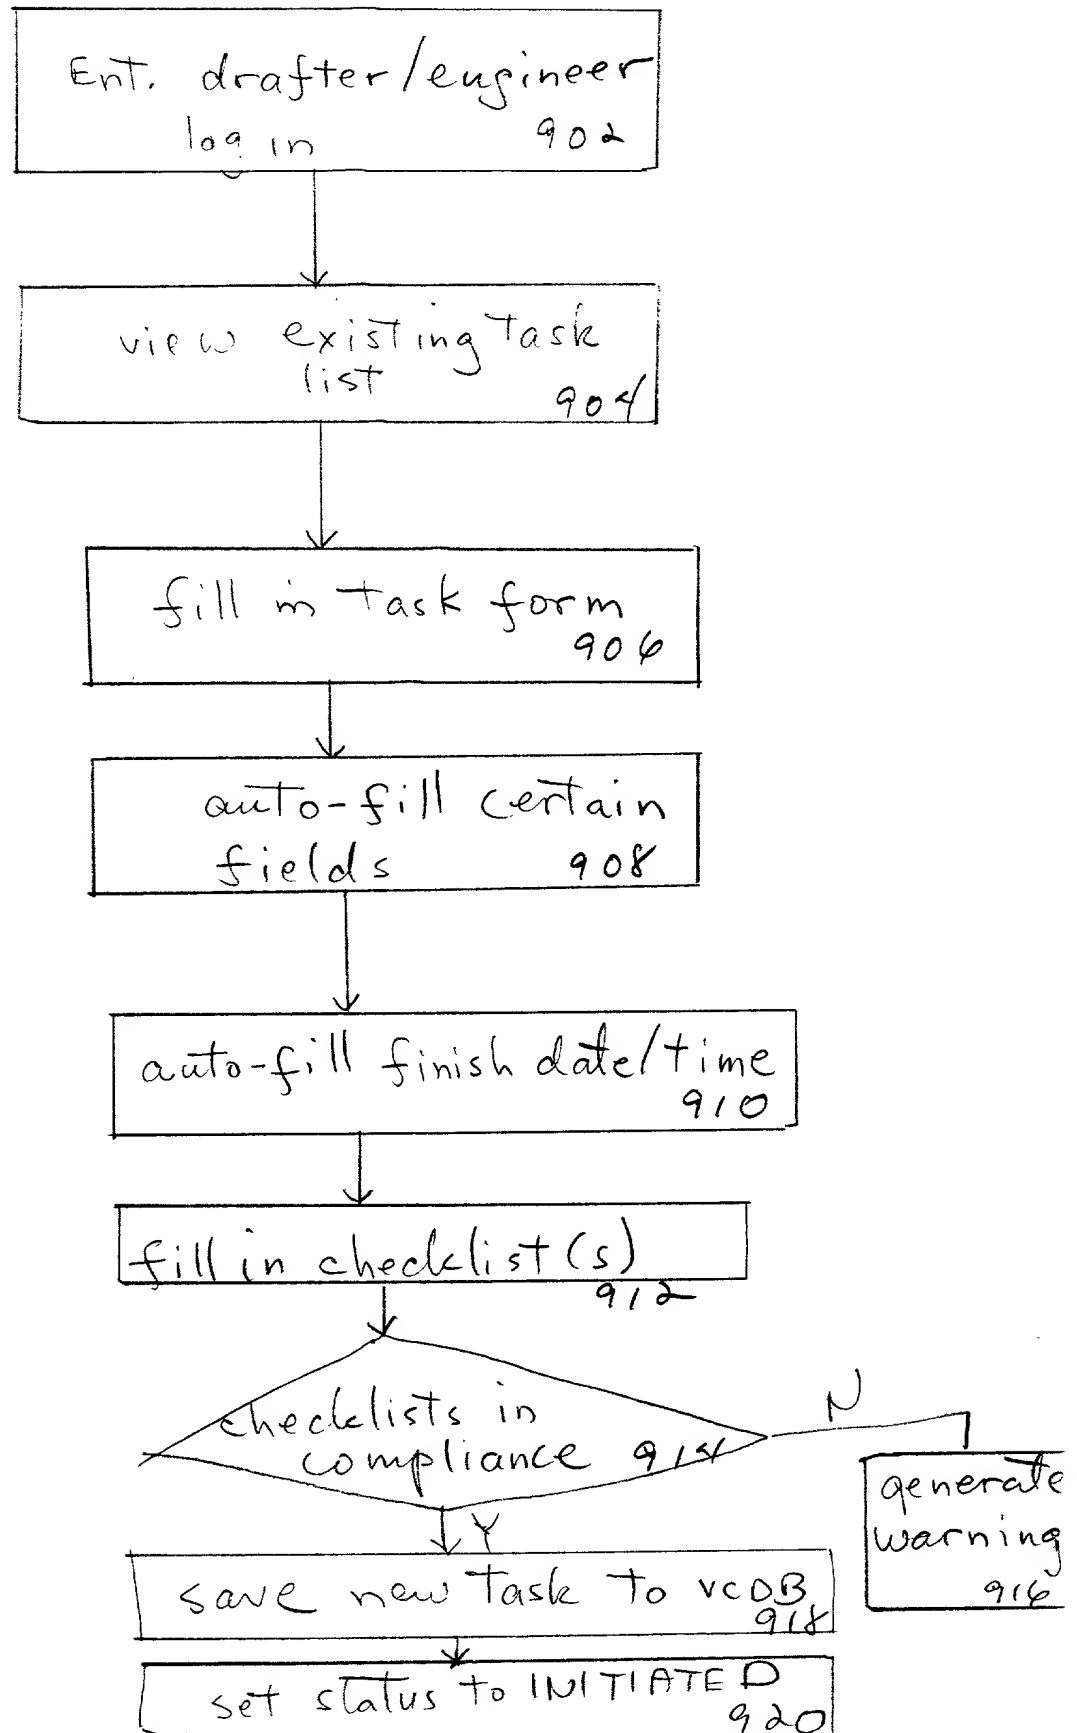 Ent. drafter/engineer
log in 902
view existing task
list
904
fill in task form
906
auto-fill certain
fields 908
auto-fill finish date/time
910
fill in checklist(s)
912
checklists in
compliance 914
N
generate
warning
916
Y
save new task to VCDB
918
set status to INITIATED
920